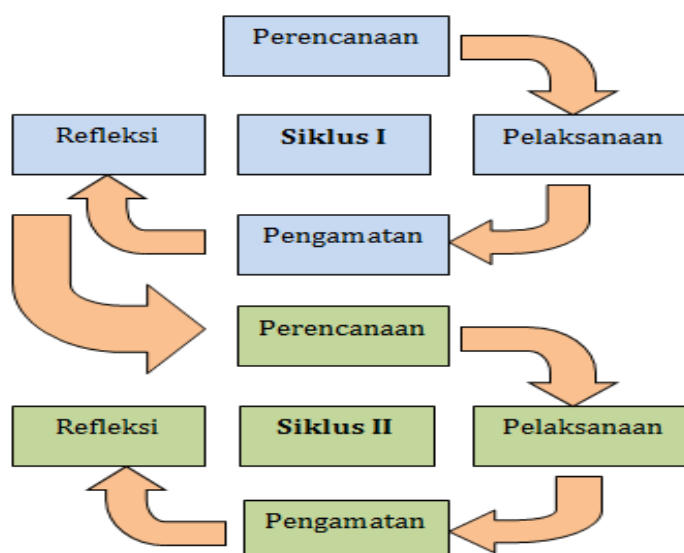 Perencanaan
Refleksi
Siklus I
Pelaksanaan
Pengamatan
Perencanaan
Refleksi
Siklus II
Pelaksanaan
Pengamatan